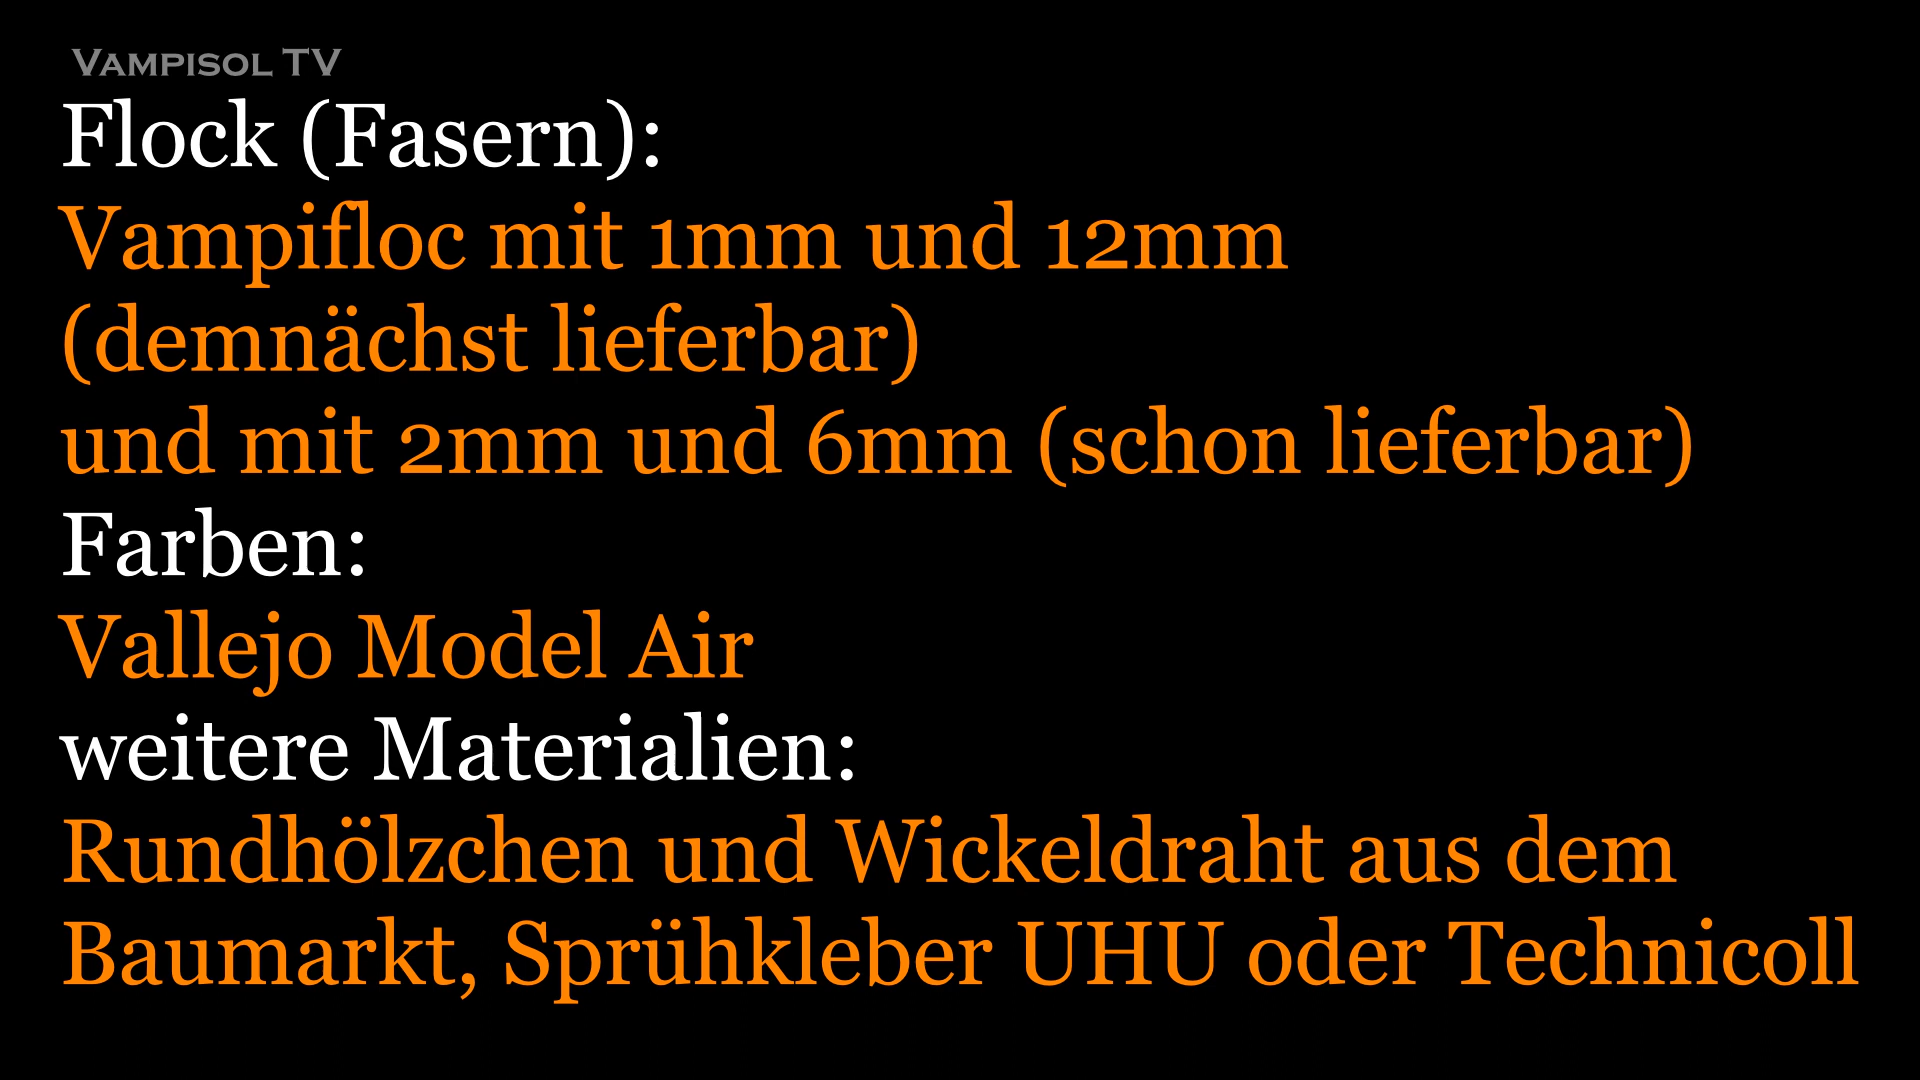 Vampisol TV
Flock (Fasern):
Vampifloc mit 1mm und 12mm
(demnächst lieferbar)
und mit 2mm und 6mm (schon lieferbar)
Farben:
Vallejo Model Air
weitere Materialien:
Rundhölzchen und Wickeldraht aus dem
Baumarkt, Sprühkleber UHU oder Technicoll